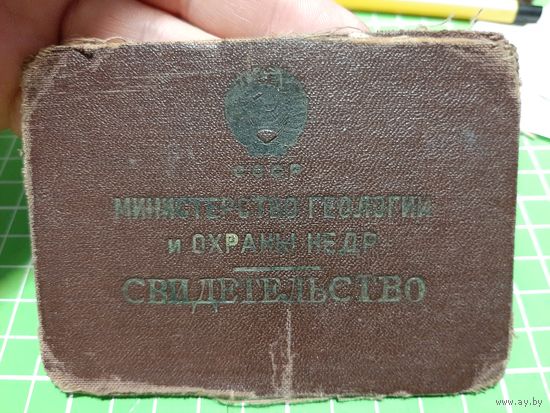 СССР
МИНИСТЕРСТВО ГЕОЛОГИИ
и ОХРАНЫ НЕДР
СВИДЕТЕЛЬСТВО
www.ay.by